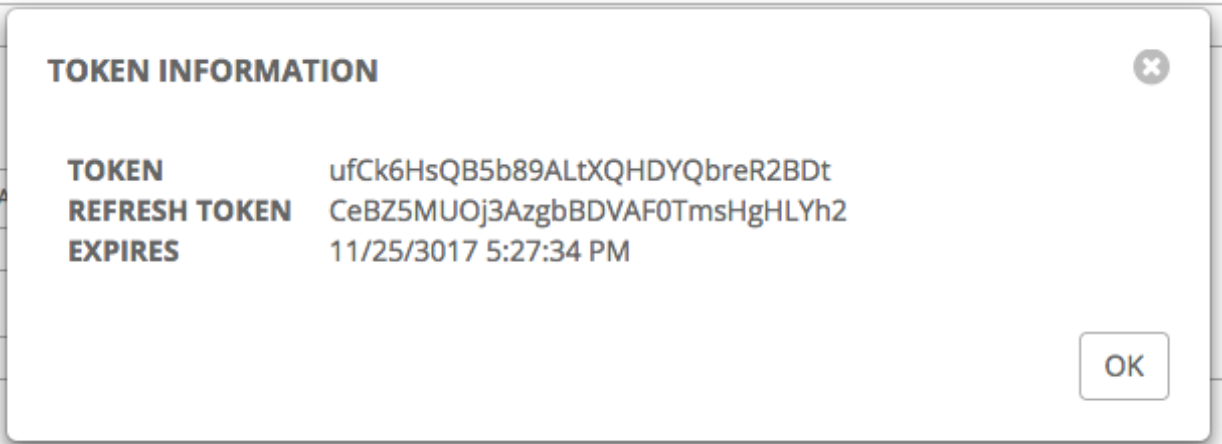 TOKEN INFORMATION
TOKEN ufCk6HsQB5b89ALtXQHDYQbreR2BDt
REFRESH TOKEN CeBZ5MUOj3AzgbBDVAF0TmsHgHLYh2
EXPIRES 11/25/3017 5:27:34 PM
OK